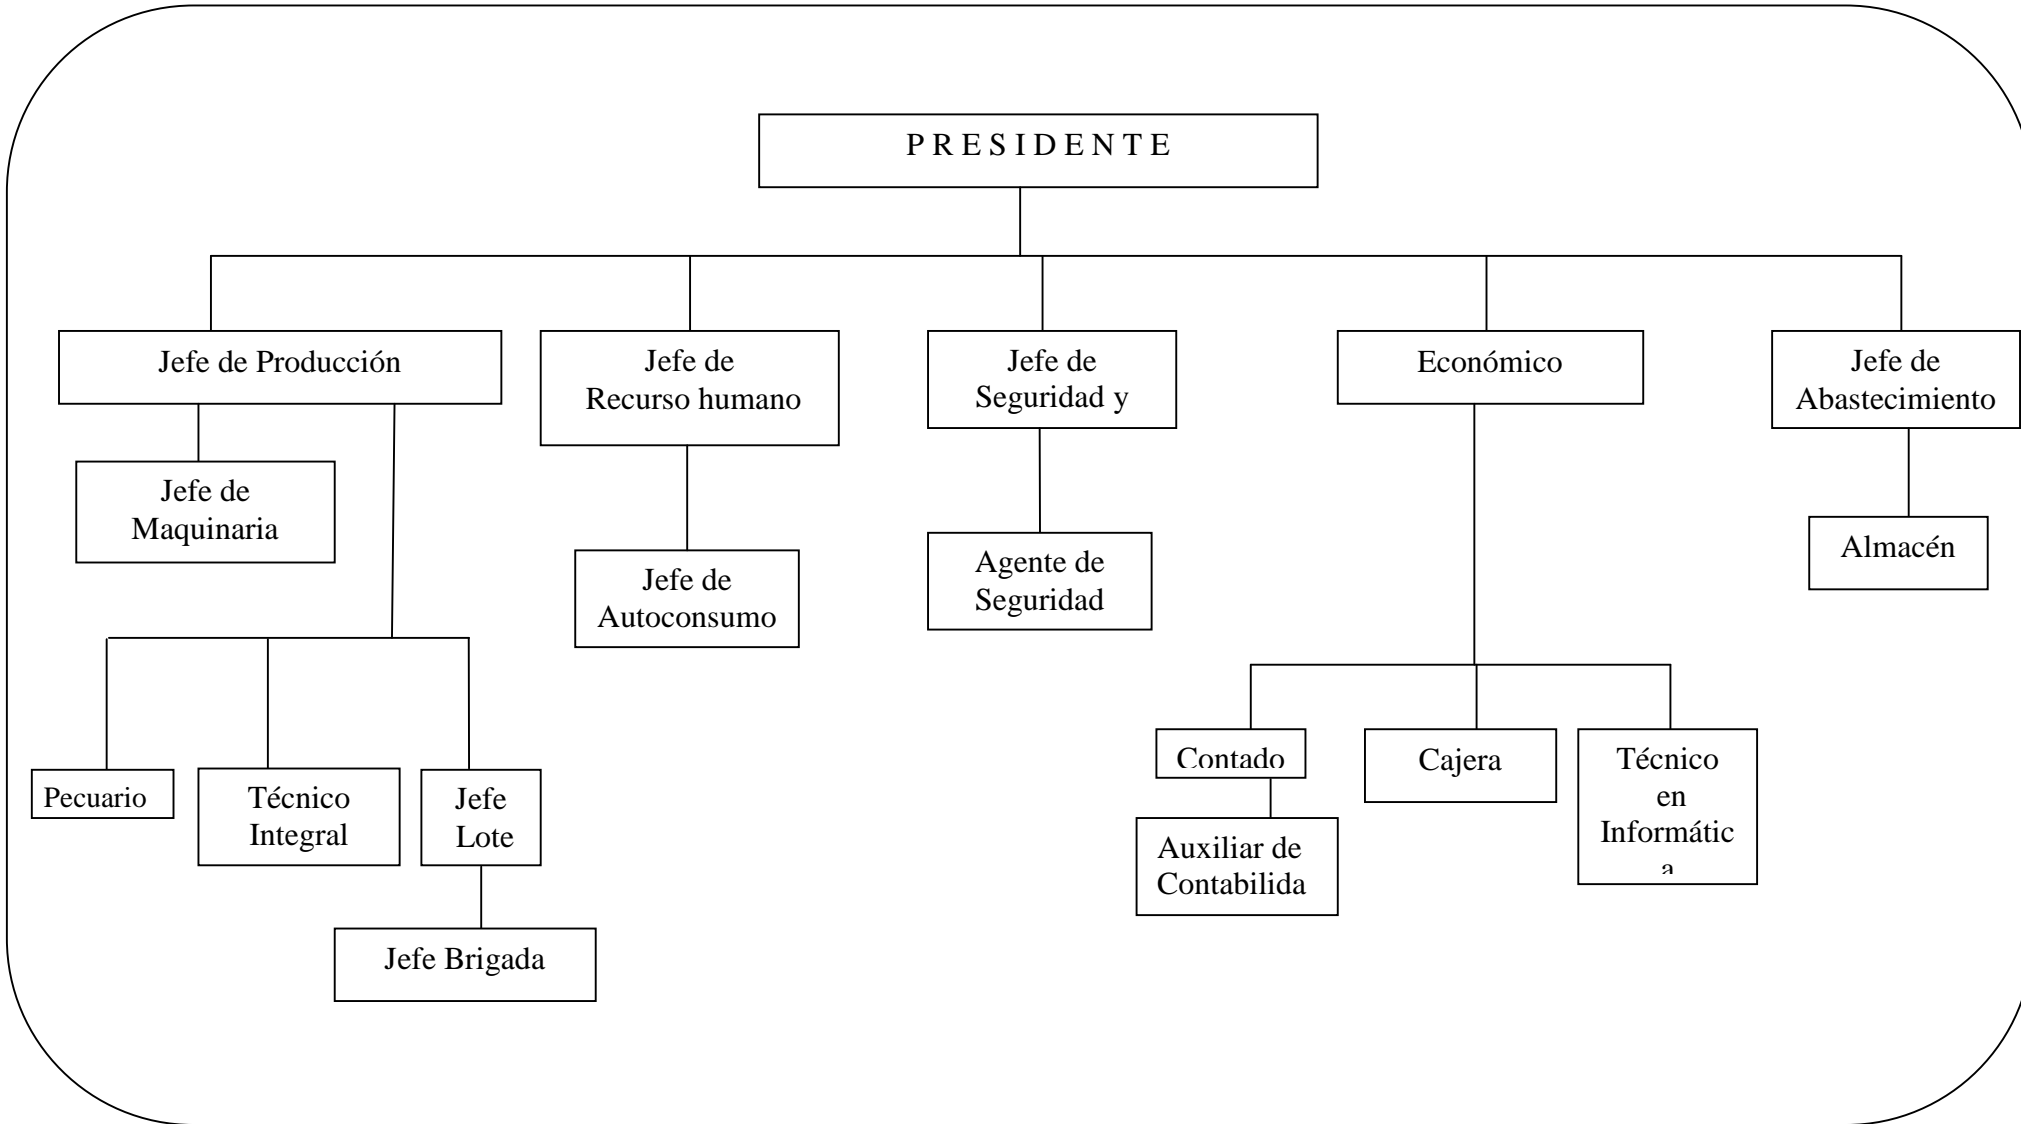 P R E S I D E N T E
Jefe de Producción
Jefe de
Recurso humano
Jefe de
Seguridad y
Económico
Jefe de
Abastecimiento
Jefe de
Maquinaria
Jefe de
Autoconsumo
Agente de
Seguridad
Almacén
Pecuario
Técnico
Integral
Jefe
Lote
Jefe Brigada
Contado
Auxiliar de
Contabilida
Cajera
Técnico
en
Informátic
a